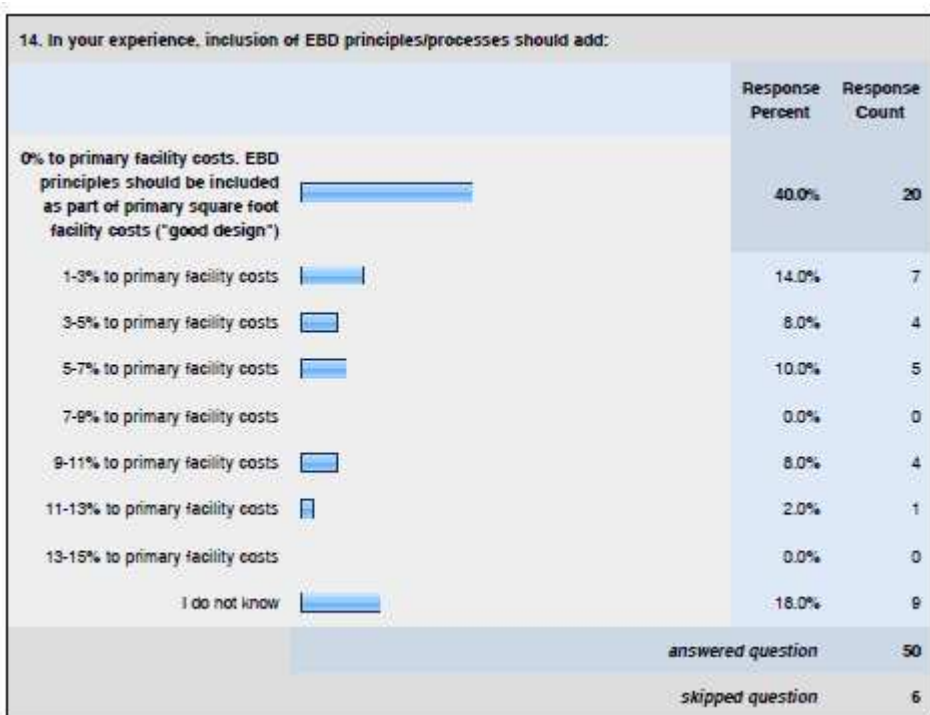 14. In your experience, inclusion of EBD principles/processes should add:
Response Percent Response Count
0% to primary facility costs. EBD
principles should be included
as part of primary square foot
facility costs ("good design") 40.0% 20
1-3% to primary facility costs 14.0% 7
3-5% to primary facility costs 8.0% 4
5-7% to primary facility costs 10.0% 5
7-9% to primary facility costs 0.0% 0
9-11% to primary facility costs 8.0% 4
11-13% to primary facility costs 2.0% 1
13-15% to primary facility costs 0.0% 0
I do not know 18.0% 9
answered question 50
skipped question 6